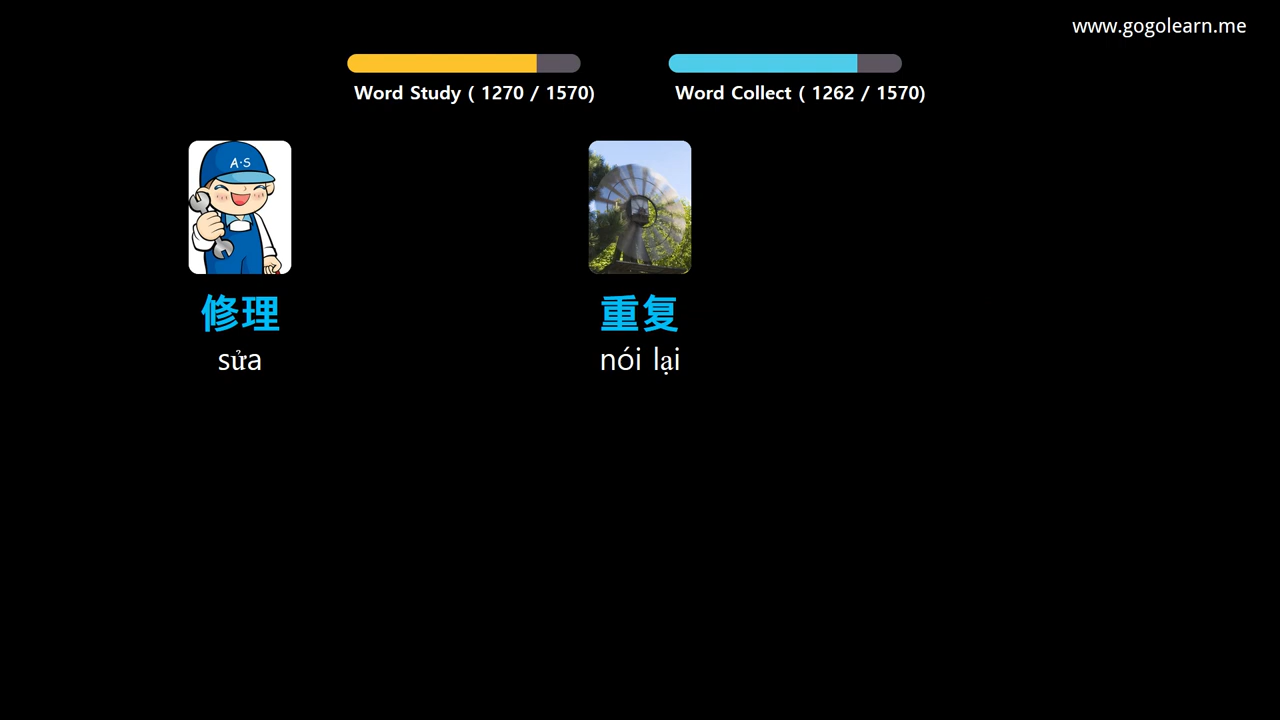 www.gogolearn.me
Word Study ( 1270 / 1570)
Word Collect ( 1262 / 1570)
A·S
修理
sửa
重复
nói lại